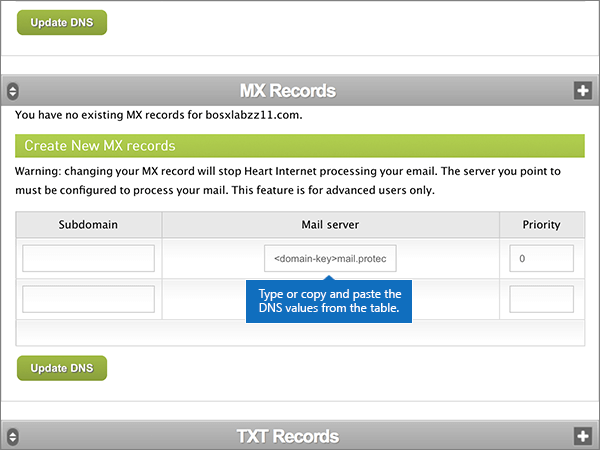 Update DNS
MX Records
You have no existing MX records for bosxlabzz11.com.
Create New MX records
Warning: changing your MX record will stop Heart Internet processing your email. The server you point to
must be configured to process your mail. This feature is for advanced users only.
Subdomain Mail server Priority
<domain-key>mail.protec 0
Type or copy and paste the
DNS values from the table.
Update DNS
TXT Records